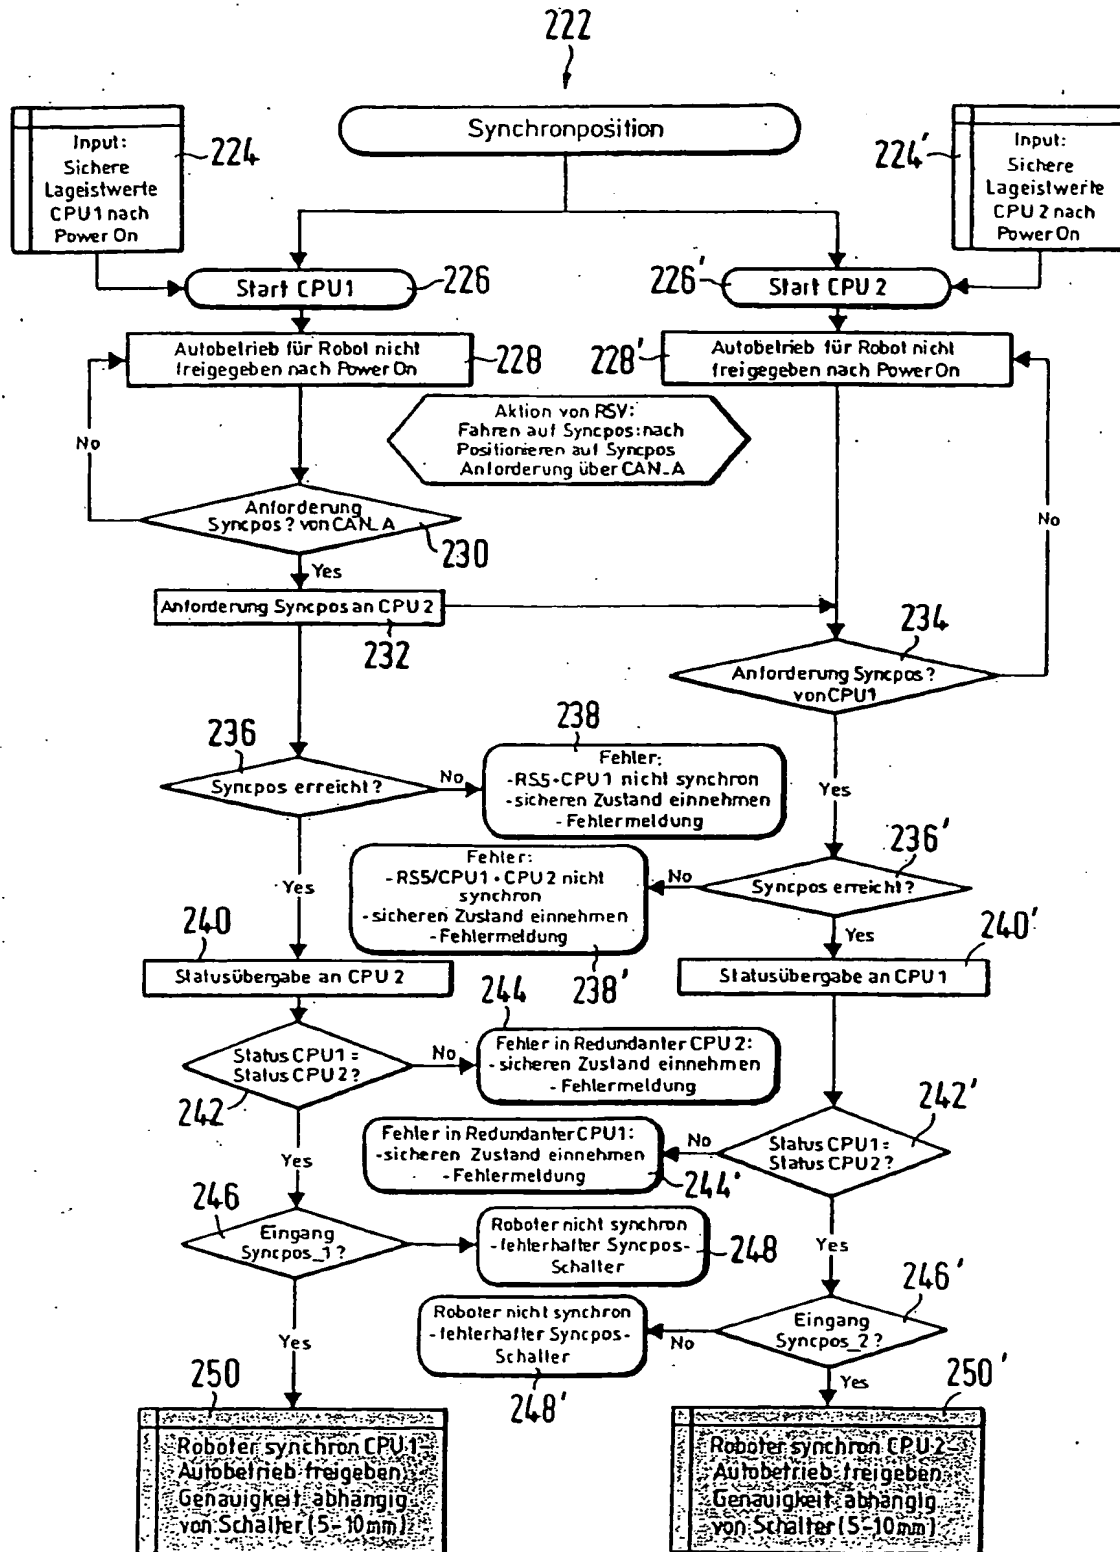 222
Synchronposition
Input:
Sichere
Lageistwerte
CPU1 nach
Power On
224
224'
Input:
Sichere
Lageistwerte
CPU 2 nach
Power On
Start CPU1
226
226'
Start CPU 2
Autobetrieb für Robot nicht
freigegeben nach Power On
228
228'
Autobetrieb für Robot nicht
freigegeben nach Power On
Aktion von RSV:
Fahren auf Syncpos: nach
Positionieren auf Syncpos
Anforderung über CAN_A
No
No
Anforderung
Syncpos? von CAN_A
230
Yes
Anforderung Syncpos an CPU 2
232
234
Anforderung Syncpos?
von CPU1
Yes
236
Syncpos erreicht?
No
238
Fehler:
-RS5+CPU1 nicht synchron
-sicheren Zustand einnehmen
- Fehlermeldung
Yes
236'
Syncpos erreicht?
No
Fehler:
- RS5/CPU1 + CPU 2 nicht
synchron
-sicheren Zustand einnehmen
- Fehlermeldung
238'
Yes
240
Statusübergabe an CPU 2
240'
Statusübergabe an CPU 1
Status CPU1 =
Status CPU2?
242
No
244
Fehler in Redundanter CPU 2:
- sicheren Zustand einnehmen
- Fehlermeldung
Yes
242'
Status CPU1 =
Status CPU2?
No
Fehler in Redundanter CPU1:
-sicheren Zustand einnehmen
- Fehlermeldung
244'
Yes
246
Eingang
Syncpos_1?
Roboter nicht synchron
- fehlerhafter Syncpos-
Schalter
248
Yes
246'
Eingang
Syncpos_2?
No
Roboter nicht synchron
- fehlerhafter Syncpos-
Schalter
248'
Yes
250
Roboter synchron CPU 1-
Autobetrieb freigeben
Genauigkeit abhängig
von Schalter (5-10mm)
250'
Roboter synchron CPU 2-
Autobetrieb freigeben
Genauigkeit abhängig
von Schalter (5-10mm)